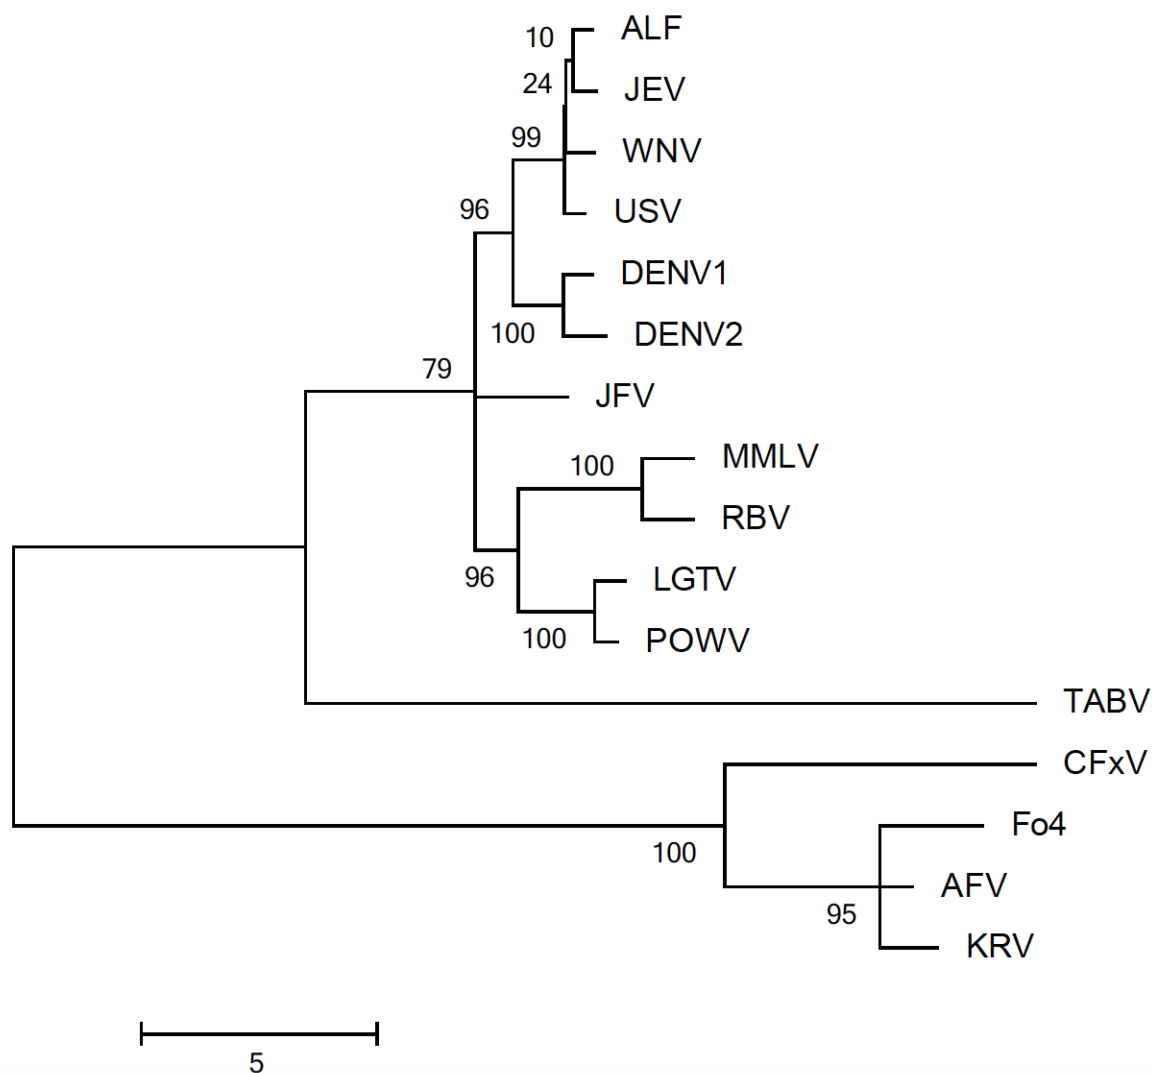 ALF
10
JEV
24
99
WNV
96
USV
DENV1
100
DENV2
79
JFV
MMLV
100
RBV
96
LGTV
100
POWV
TABV
CFxV
Fo4
100
AFV
95
KRV
5